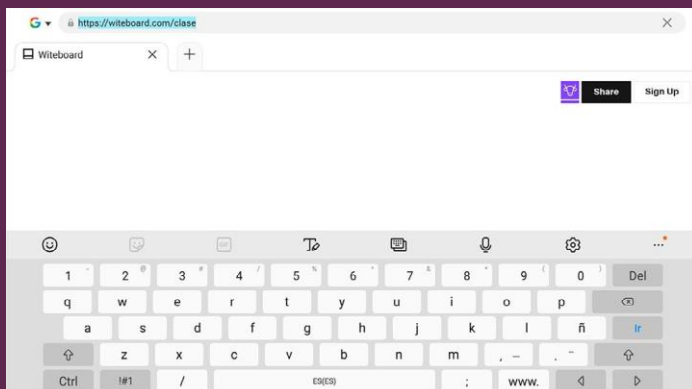 https://witeboard.com/clase
Witeboard
Share Sign Up
GIF
1 2 @ 3 # 4 / 5 % 6 ' 7 & 8 * 9 ( 0 ) Del
q w e r t y u i o p
a s d f g h j k l ñ Ir
z x c v b n m , .
Ctrl !#1 / ES(ES) ; www.